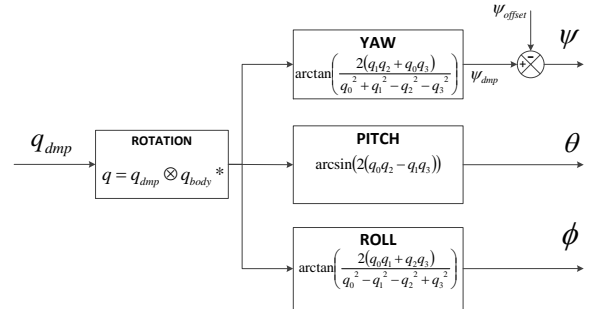 ψ_offset
YAW
arctan(2(q₁q₂ + q₀q₃) / (q₀² + q₁² − q₂² − q₃²))
ψ_dmp
+
−
ψ
q_dmp
ROTATION
q = q_dmp ⊗ q_body *
PITCH
arcsin(2(q₀q₂ − q₁q₃))
θ
ROLL
arctan(2(q₀q₁ + q₂q₃) / (q₀² − q₁² − q₂² + q₃²))
ϕ